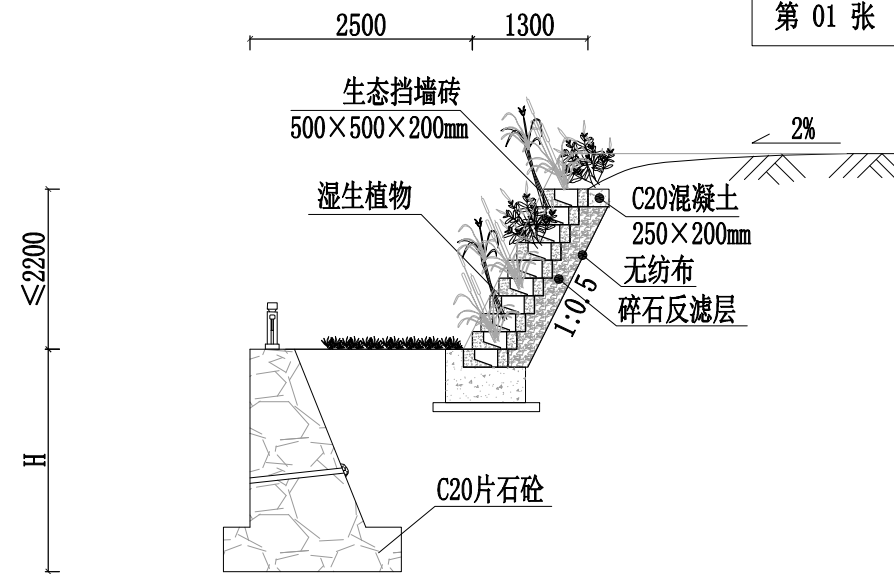 第 01 张
2500
1300
生态挡墙砖
500×500×200mm
2%
湿生植物
C20混凝土
250×200mm
无纺布
碎石反滤层
1:0.5
≤2200
H
C20片石砼